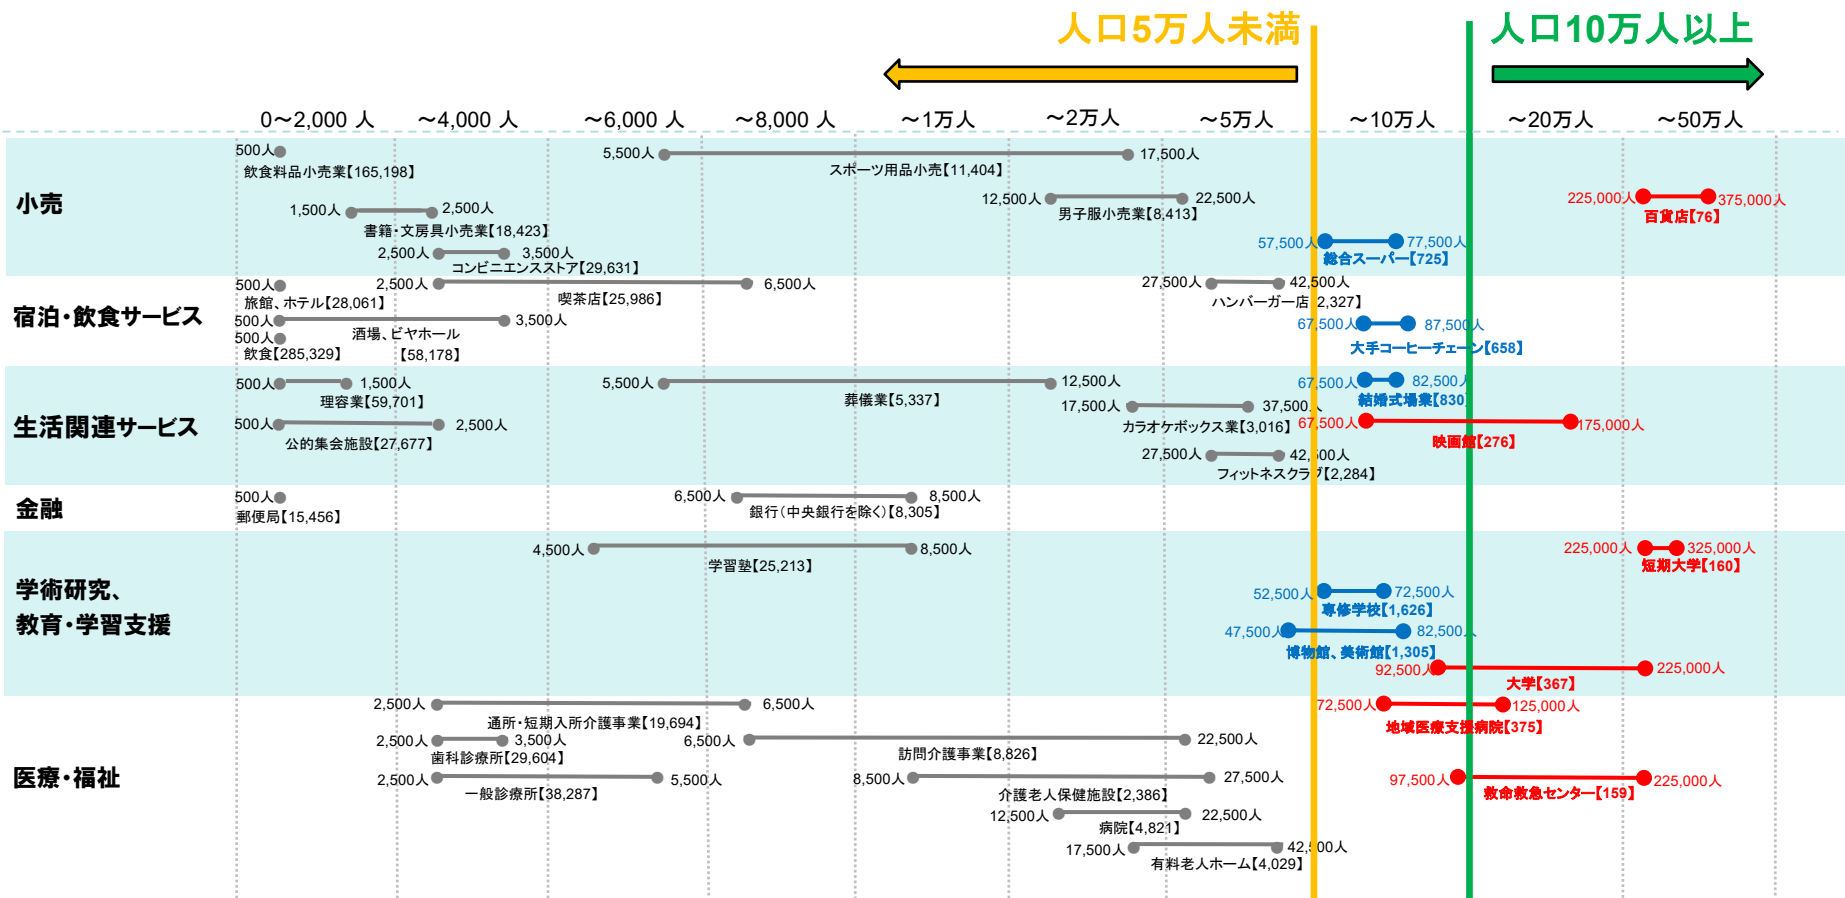 人口5万人未満
人口10万人以上
0～2,000 人
～4,000 人
～6,000 人
～8,000 人
～1万人
～2万人
～5万人
～10万人
～20万人
～50万人
小売
500人
飲食料品小売業【165,198】
5,500人
17,500人
スポーツ用品小売【11,404】
1,500人
2,500人
書籍・文房具小売業【18,423】
12,500人
22,500人
男子服小売業【8,413】
225,000人
375,000人
百貨店【76】
2,500人
3,500人
コンビニエンスストア【29,631】
57,500人
77,500人
総合スーパー【725】
宿泊・飲食サービス
500人
旅館、ホテル【28,061】
2,500人
6,500人
喫茶店【25,986】
27,500人
42,500人
ハンバーガー店【2,327】
500人
3,500人
酒場、ビヤホール
【58,178】
500人
飲食【285,329】
67,500人
87,500人
大手コーヒーチェーン【658】
生活関連サービス
500人
1,500人
理容業【59,701】
5,500人
12,500人
葬儀業【5,337】
67,500人
82,500人
結婚式場業【830】
500人
2,500人
公的集会施設【27,677】
17,500人
37,500人
カラオケボックス業【3,016】
67,500人
175,000人
映画館【276】
27,500人
42,500人
フィットネスクラブ【2,284】
金融
500人
郵便局【15,456】
6,500人
8,500人
銀行（中央銀行を除く）【8,305】
学術研究、
教育・学習支援
4,500人
8,500人
学習塾【25,213】
225,000人
325,000人
短期大学【160】
52,500人
72,500人
専修学校【1,626】
47,500人
82,500人
博物館、美術館【1,305】
92,500人
225,000人
大学【367】
医療・福祉
2,500人
6,500人
通所・短期入所介護事業【19,694】
72,500人
125,000人
地域医療支援病院【375】
2,500人
3,500人
歯科診療所【29,604】
6,500人
22,500人
訪問介護事業【8,826】
2,500人
5,500人
一般診療所【38,287】
8,500人
27,500人
介護老人保健施設【2,386】
97,500人
225,000人
救命救急センター【159】
12,500人
22,500人
病院【4,821】
17,500人
42,500人
有料老人ホーム【4,029】